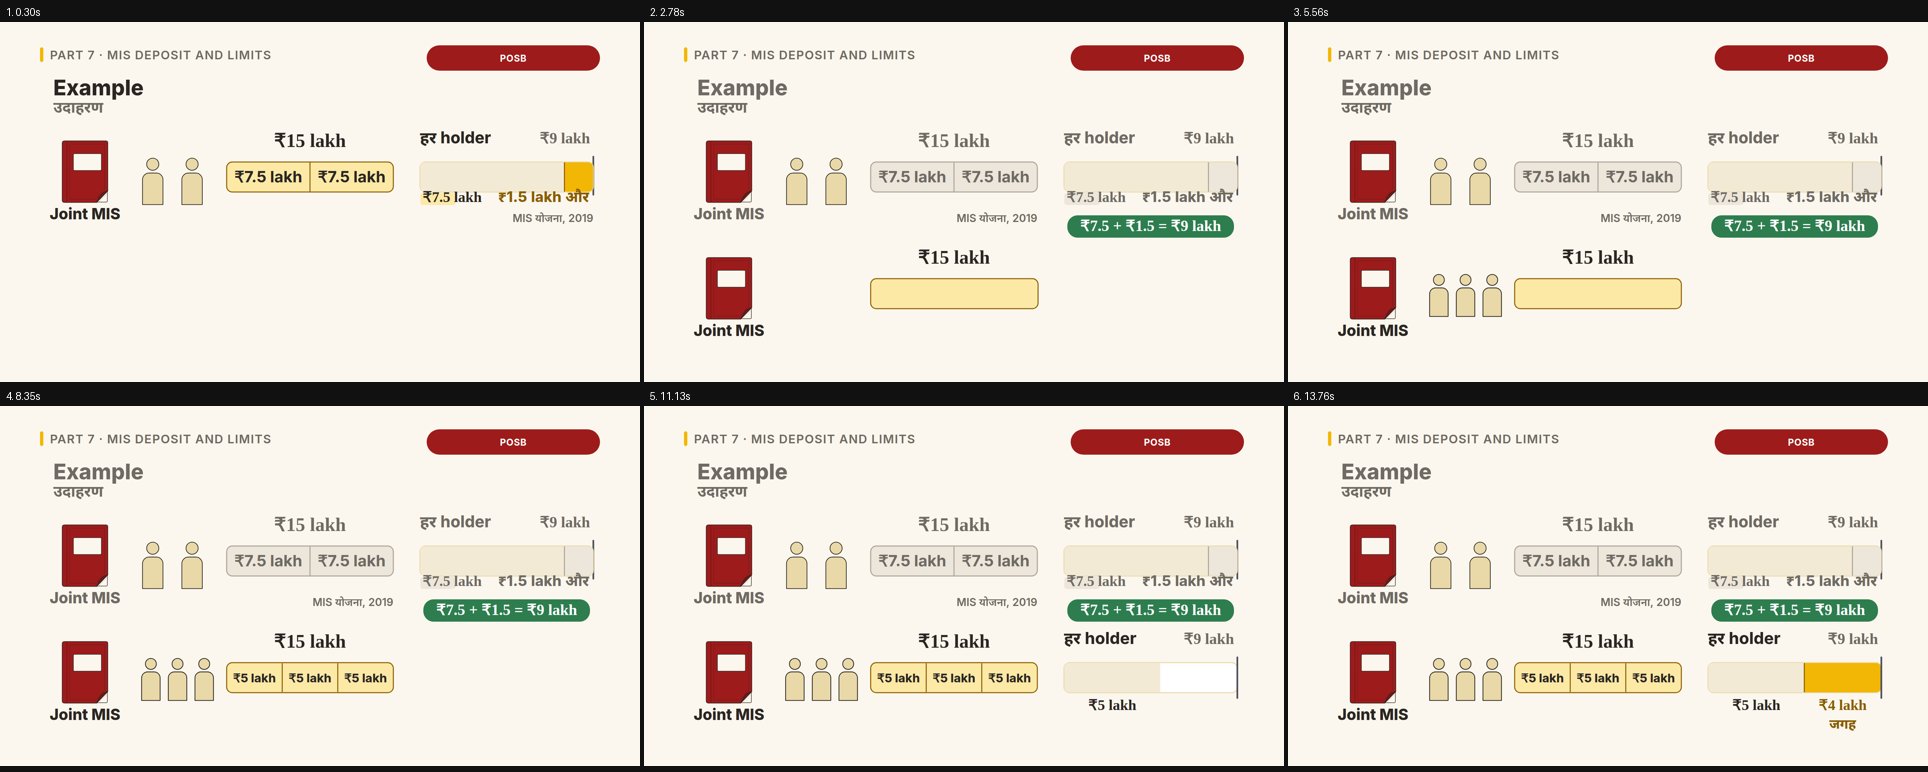 1. 0.30s
PART 7 · MIS DEPOSIT AND LIMITS
POSB
Example
उदाहरण
₹15 lakh
हर holder ₹9 lakh
₹7.5 lakh ₹7.5 lakh
₹7.5 lakh ₹1.5 lakh और
Joint MIS
MIS योजना, 2019
2. 2.78s
PART 7 · MIS DEPOSIT AND LIMITS
POSB
Example
उदाहरण
₹15 lakh
हर holder ₹9 lakh
₹7.5 lakh ₹7.5 lakh
₹7.5 lakh ₹1.5 lakh और
Joint MIS
MIS योजना, 2019
₹7.5 + ₹1.5 = ₹9 lakh
₹15 lakh
Joint MIS
3. 5.56s
PART 7 · MIS DEPOSIT AND LIMITS
POSB
Example
उदाहरण
₹15 lakh
हर holder ₹9 lakh
₹7.5 lakh ₹7.5 lakh
₹7.5 lakh ₹1.5 lakh और
Joint MIS
MIS योजना, 2019
₹7.5 + ₹1.5 = ₹9 lakh
₹15 lakh
Joint MIS
4. 8.35s
PART 7 · MIS DEPOSIT AND LIMITS
POSB
Example
उदाहरण
₹15 lakh
हर holder ₹9 lakh
₹7.5 lakh ₹7.5 lakh
₹7.5 lakh ₹1.5 lakh और
Joint MIS
MIS योजना, 2019
₹7.5 + ₹1.5 = ₹9 lakh
₹15 lakh
₹5 lakh ₹5 lakh ₹5 lakh
Joint MIS
5. 11.13s
PART 7 · MIS DEPOSIT AND LIMITS
POSB
Example
उदाहरण
₹15 lakh
हर holder ₹9 lakh
₹7.5 lakh ₹7.5 lakh
₹7.5 lakh ₹1.5 lakh और
Joint MIS
MIS योजना, 2019
₹7.5 + ₹1.5 = ₹9 lakh
₹15 lakh
हर holder ₹9 lakh
₹5 lakh ₹5 lakh ₹5 lakh
₹5 lakh
Joint MIS
6. 13.76s
PART 7 · MIS DEPOSIT AND LIMITS
POSB
Example
उदाहरण
₹15 lakh
हर holder ₹9 lakh
₹7.5 lakh ₹7.5 lakh
₹7.5 lakh ₹1.5 lakh और
Joint MIS
MIS योजना, 2019
₹7.5 + ₹1.5 = ₹9 lakh
₹15 lakh
हर holder ₹9 lakh
₹5 lakh ₹5 lakh ₹5 lakh
₹5 lakh ₹4 lakh
जगह
Joint MIS